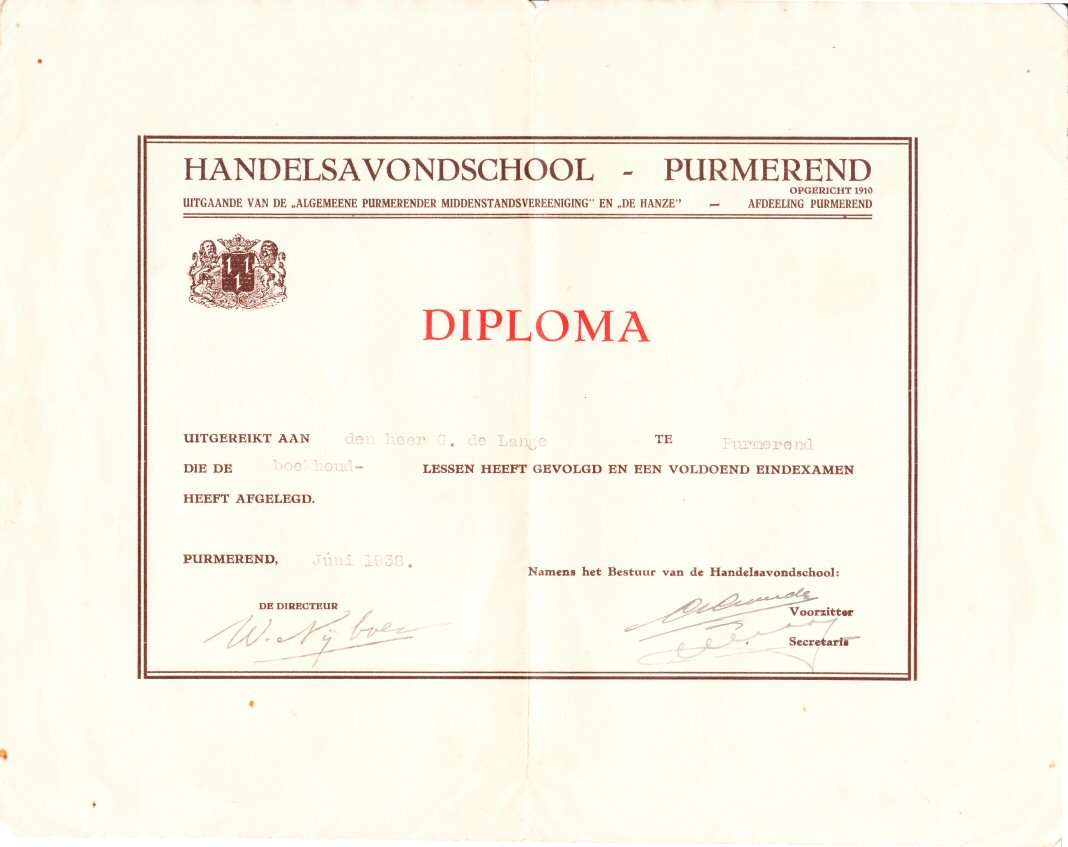 HANDELSAVONDSCHOOL - PURMEREND
OPGERICHT 1910
UITGAANDE VAN DE „ALGEMEENE PURMERENDER MIDDENSTANDSVEREENIGING" EN „DE HANZE" — AFDEELING PURMEREND
DIPLOMA
UITGEREIKT AAN den heer G. de Lange TE Purmerend
DIE DE boekhoud- LESSEN HEEFT GEVOLGD EN EEN VOLDOEND EINDEXAMEN
HEEFT AFGELEGD.
PURMEREND, Juni 1938.
Namens het Bestuur van de Handelsavondschool:
DE DIRECTEUR
Voorzitter
W. Nijboer
Secretaris